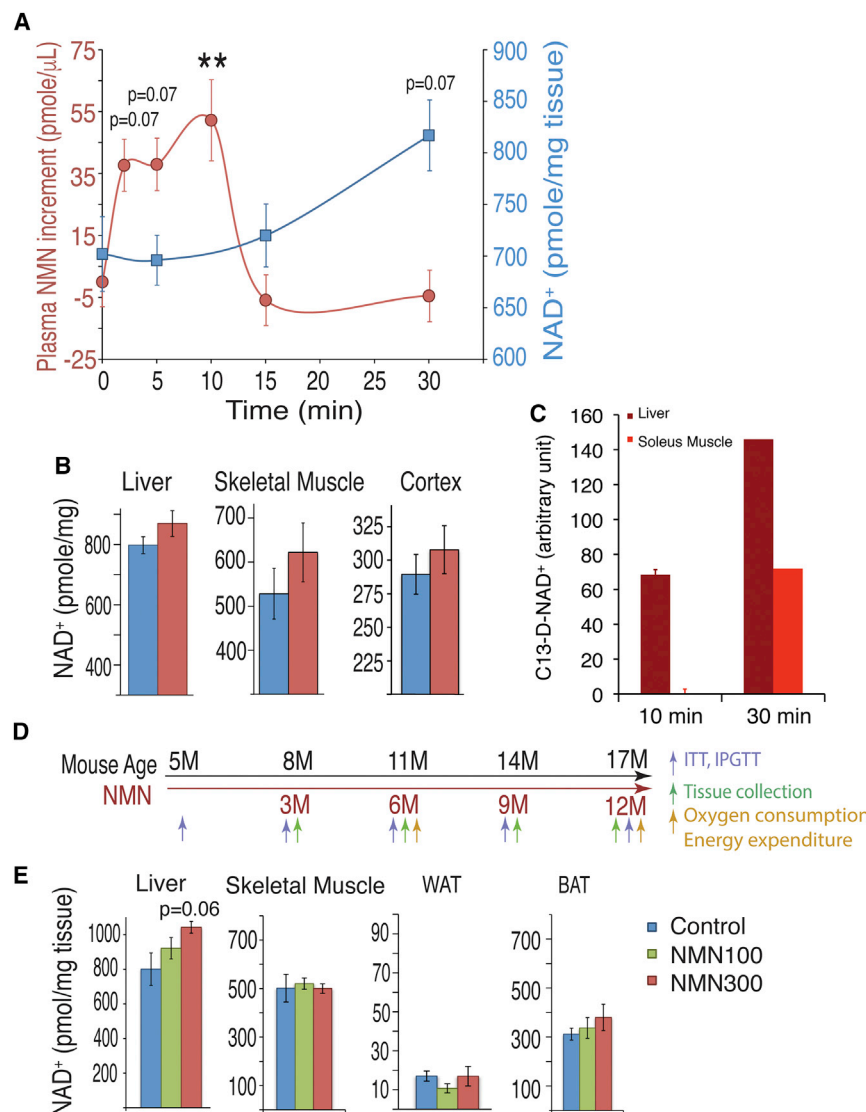 A
Plasma NMN increment (pmole/μL)
75
55
35
15
-5
-25
p=0.07
p=0.07
**
p=0.07
900
850
800
750
700
650
600
NAD+ (pmole/mg tissue)
0 5 10 15 20 25 30
Time (min)
B
Liver Skeletal Muscle Cortex
NAD+ (pmole/mg)
800
600
400
700
600
500
400
325
300
275
250
225
C
C13-D-NAD+ (arbitrary unit)
160
140
120
100
80
60
40
20
0
Liver
Soleus Muscle
10 min 30 min
D
Mouse Age 5M 8M 11M 14M 17M
NMN 3M 6M 9M 12M
ITT, IPGTT
Tissue collection
Oxygen consumption
Energy expenditure
E
Liver Skeletal Muscle WAT BAT
NAD+ (pmol/mg tissue)
p=0.06
1000
800
600
400
200
700
500
300
100
90
70
50
30
10
700
500
300
100
Control
NMN100
NMN300